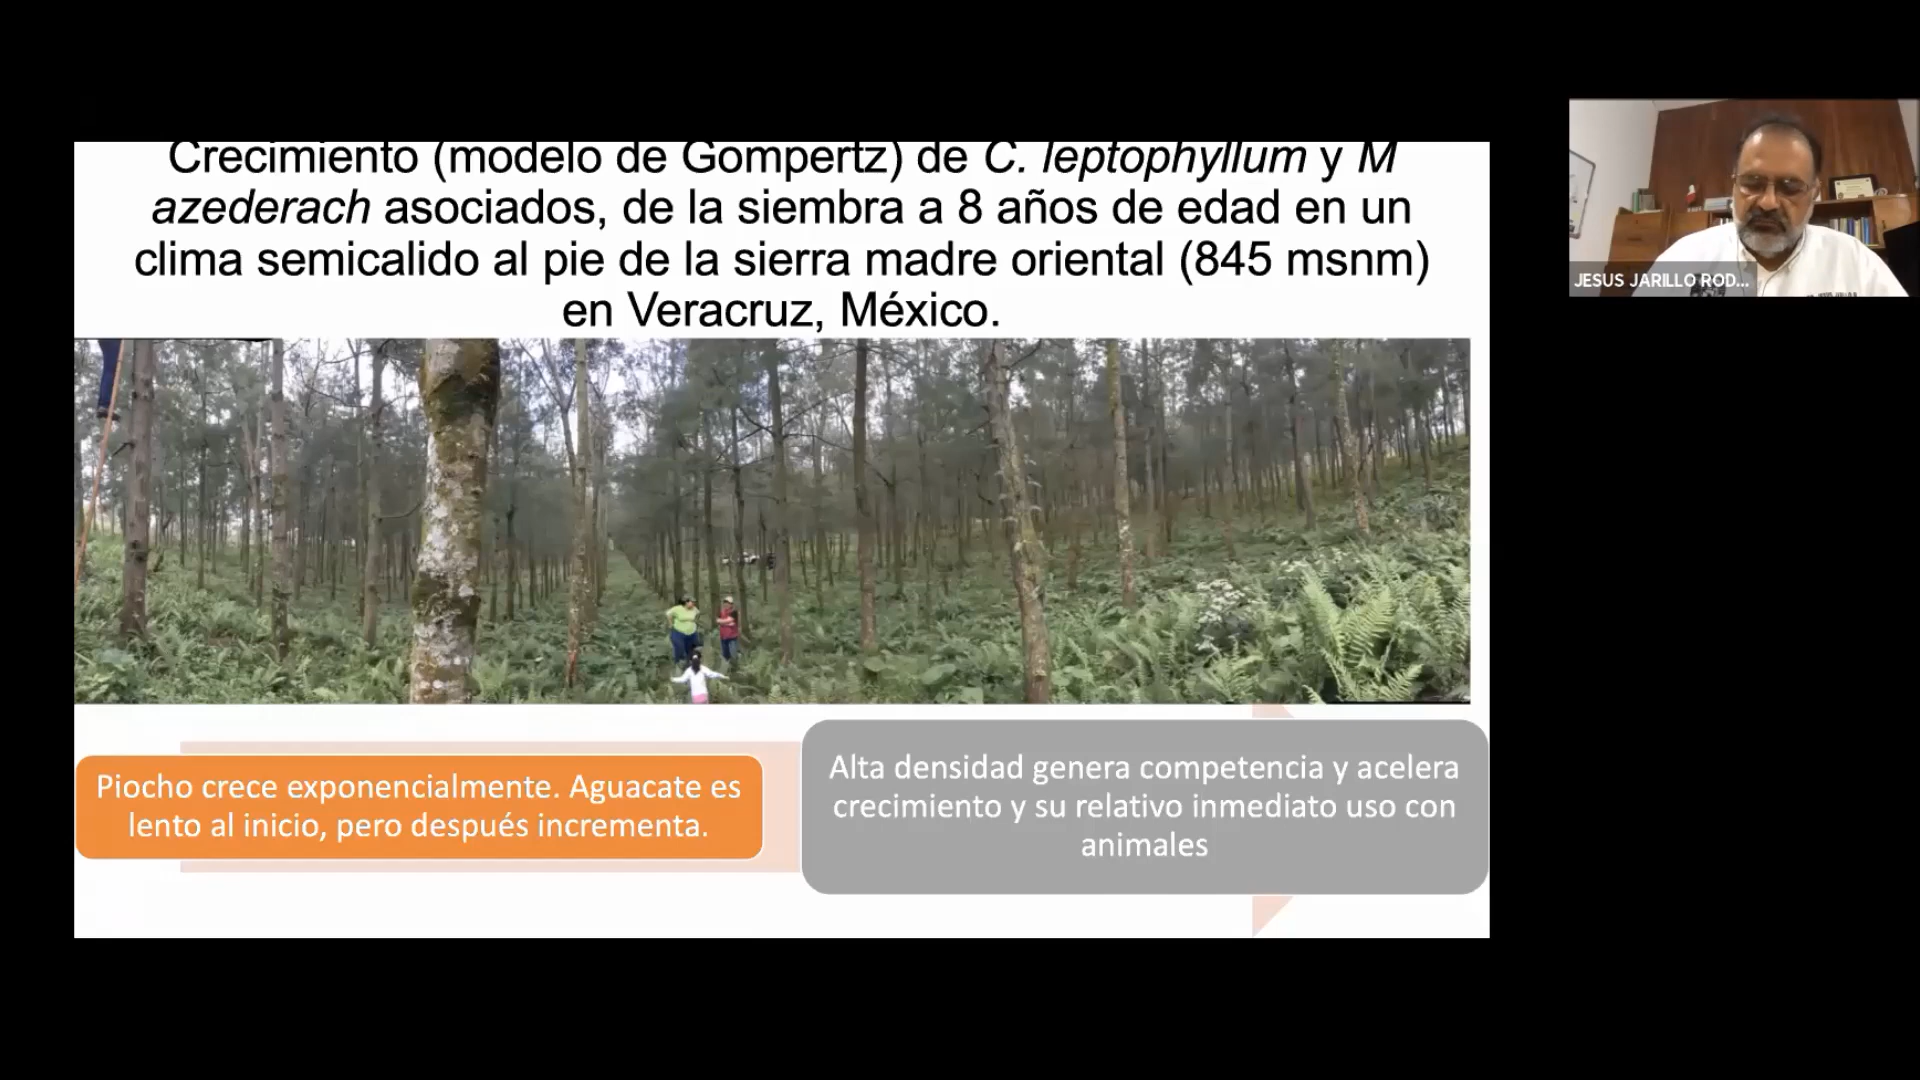 Crecimiento (modelo de Gompertz) de C. leptophyllum y M
azederach asociados, de la siembra a 8 años de edad en un
clima semicalido al pie de la sierra madre oriental (845 msnm)
en Veracruz, México.
JESUS JARILLO ROD...
Piocho crece exponencialmente. Aguacate es
lento al inicio, pero después incrementa.
Alta densidad genera competencia y acelera
crecimiento y su relativo inmediato uso con
animales